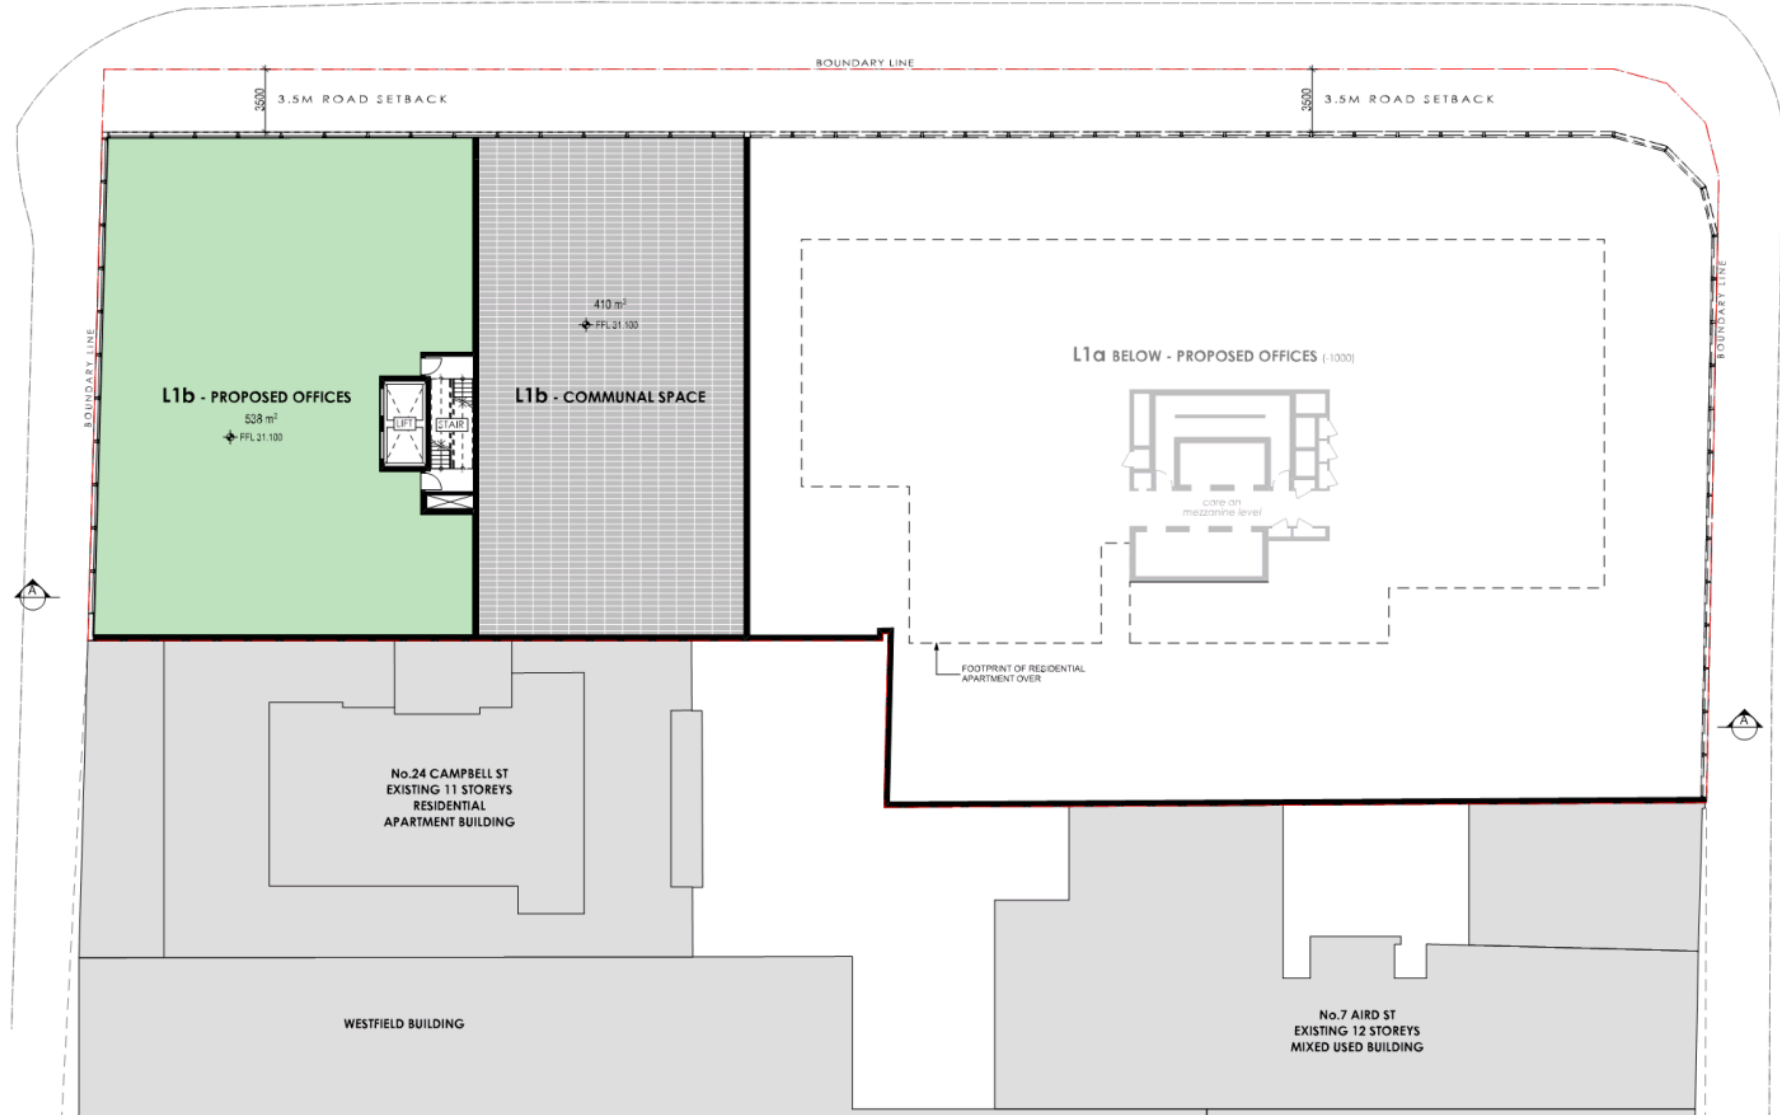 BOUNDARY LINE
3500
3.5M ROAD SETBACK
3500
3.5M ROAD SETBACK
BOUNDARY LINE
BOUNDARY LINE
410 m²
FFL 31.100
L1a BELOW - PROPOSED OFFICES (-1000)
L1b - PROPOSED OFFICES
538 m²
FFL 31.100
LIFT
STAIR
L1b - COMMUNAL SPACE
core on
mezzanine level
A
FOOTPRINT OF RESIDENTIAL
APARTMENT OVER
A
No.24 CAMPBELL ST
EXISTING 11 STOREYS
RESIDENTIAL
APARTMENT BUILDING
WESTFIELD BUILDING
No.7 AIRD ST
EXISTING 12 STOREYS
MIXED USED BUILDING